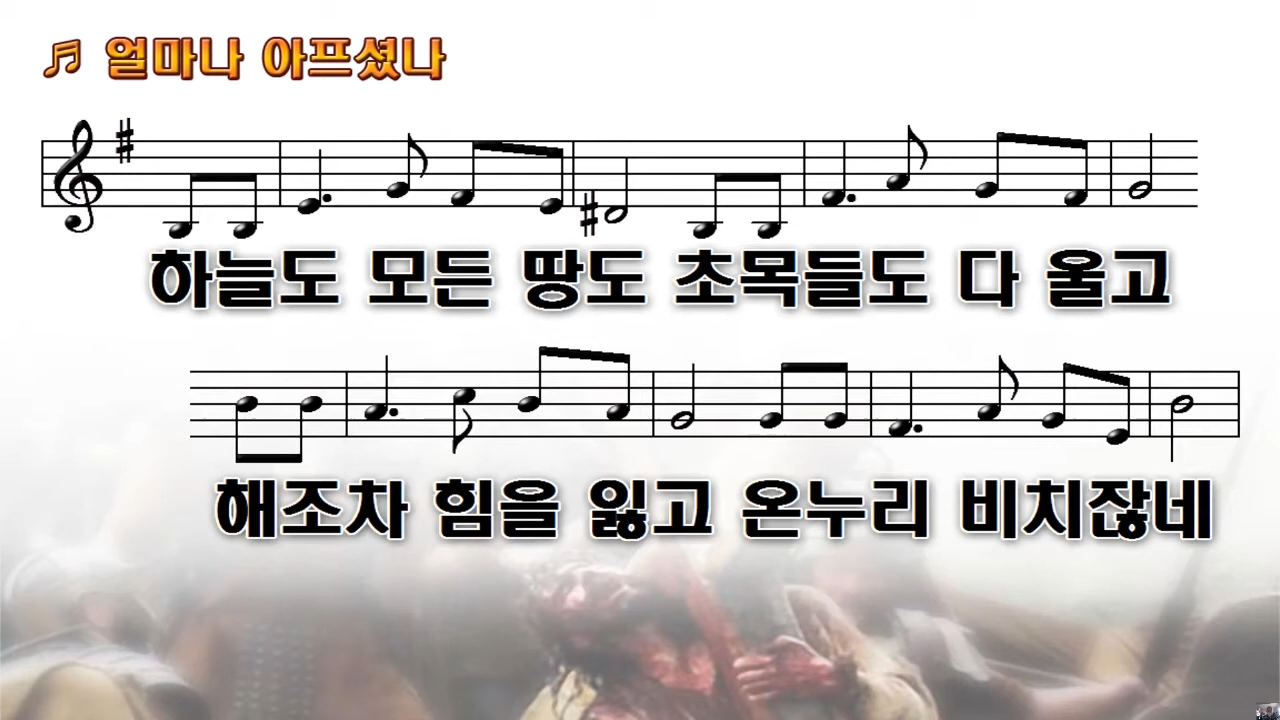 ♬ 얼마나 아프셨나
하늘도 모든 땅도 초목들도 다 울고
해조차 힘을 잃고 온누리 비치잖네